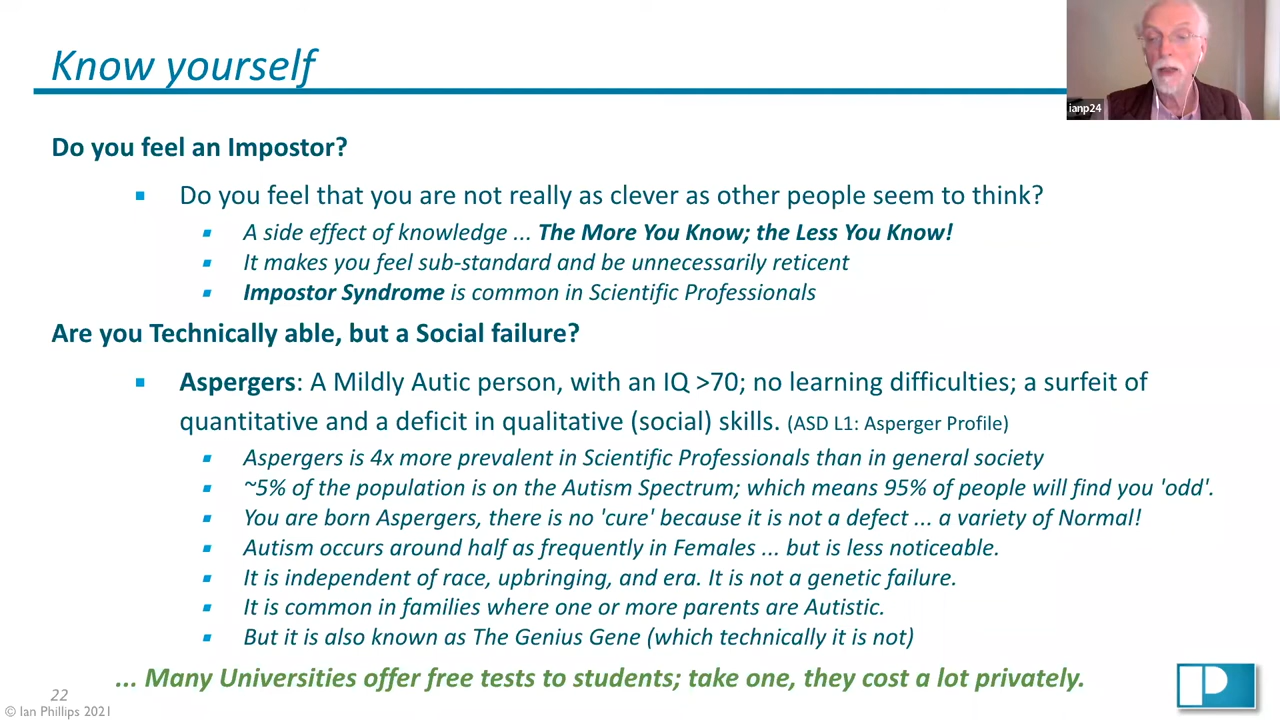 Know yourself
ianp24
Do you feel an Impostor?
Do you feel that you are not really as clever as other people seem to think?
A side effect of knowledge ... The More You Know; the Less You Know!
It makes you feel sub-standard and be unnecessarily reticent
Impostor Syndrome is common in Scientific Professionals
Are you Technically able, but a Social failure?
Aspergers: A Mildly Autic person, with an IQ >70; no learning difficulties; a surfeit of
quantitative and a deficit in qualitative (social) skills. (ASD L1: Asperger Profile)
Aspergers is 4x more prevalent in Scientific Professionals than in general society
~5% of the population is on the Autism Spectrum; which means 95% of people will find you 'odd'.
You are born Aspergers, there is no 'cure' because it is not a defect ... a variety of Normal!
Autism occurs around half as frequently in Females ... but is less noticeable.
It is independent of race, upbringing, and era. It is not a genetic failure.
It is common in families where one or more parents are Autistic.
But it is also known as The Genius Gene (which technically it is not)
... Many Universities offer free tests to students; take one, they cost a lot privately.
22
© Ian Phillips 2021
P